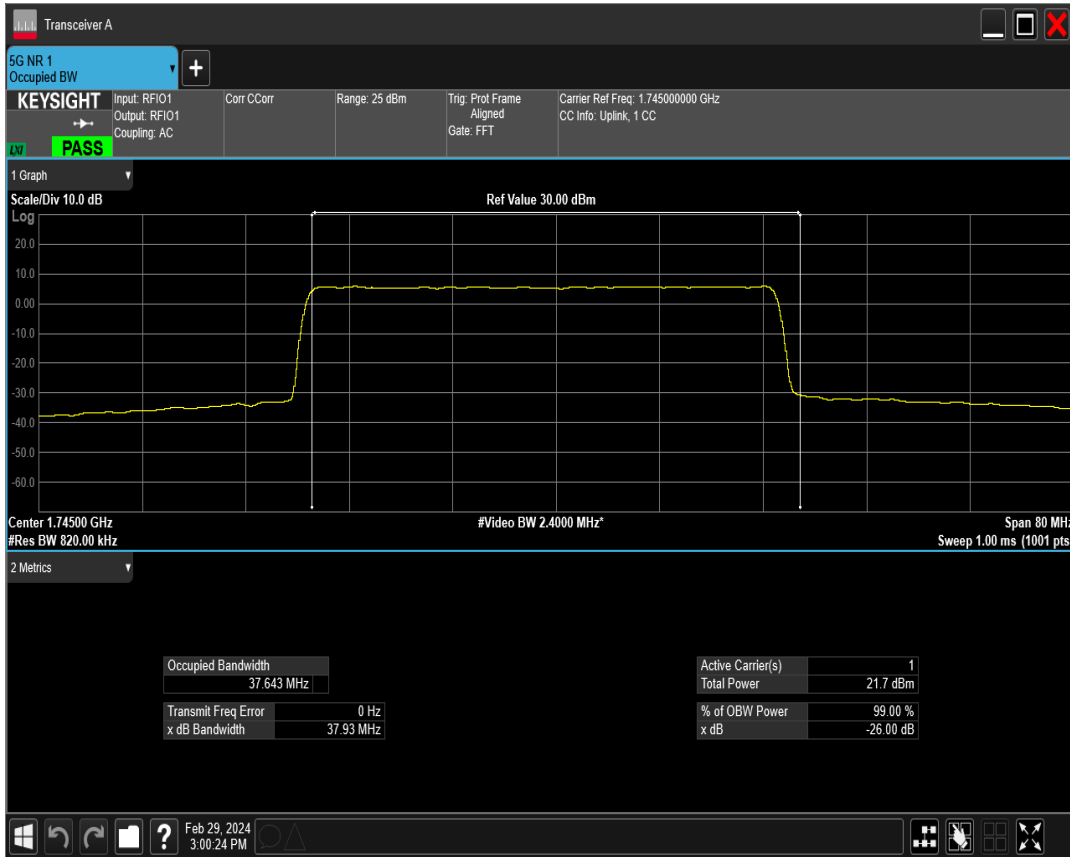 Transceiver A
5G NR 1
Occupied BW
+
KEYSIGHT
LXI
PASS
Input: RFIO1
Output: RFIO1
Coupling: AC
Corr CCorr
Range: 25 dBm
Trig: Prot Frame
Aligned
Gate: FFT
Carrier Ref Freq: 1.745000000 GHz
CC Info: Uplink, 1 CC
1 Graph
Scale/Div 10.0 dB
Ref Value 30.00 dBm
Log
20.0
10.0
0.00
-10.0
-20.0
-30.0
-40.0
-50.0
-60.0
Center 1.74500 GHz
#Video BW 2.4000 MHz*
Span 80 MHz
#Res BW 820.00 kHz
Sweep 1.00 ms (1001 pts
2 Metrics
Occupied Bandwidth
37.643 MHz
Transmit Freq Error 0 Hz
x dB Bandwidth 37.93 MHz
Active Carrier(s) 1
Total Power 21.7 dBm
% of OBW Power 99.00 %
x dB -26.00 dB
?
Feb 29, 2024
3:00:24 PM